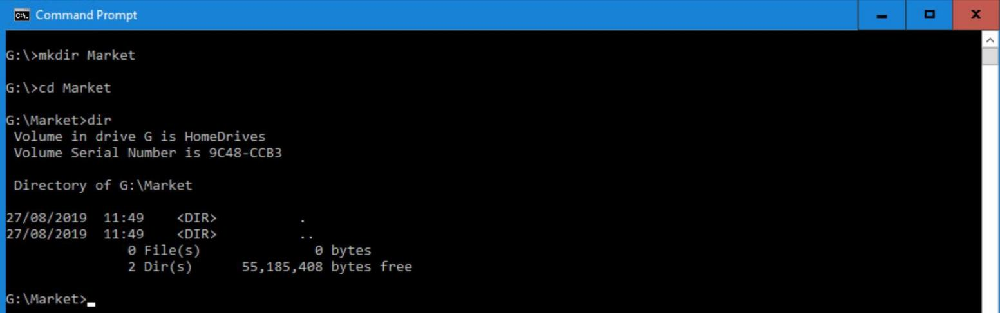 Command Prompt
G:\>mkdir Market
G:\>cd Market
G:\Market>dir
 Volume in drive G is HomeDrives
 Volume Serial Number is 9C48-CCB3
 Directory of G:\Market
27/08/2019  11:49    <DIR>          .
27/08/2019  11:49    <DIR>          ..
               0 File(s)              0 bytes
               2 Dir(s)      55,185,408 bytes free
G:\Market>